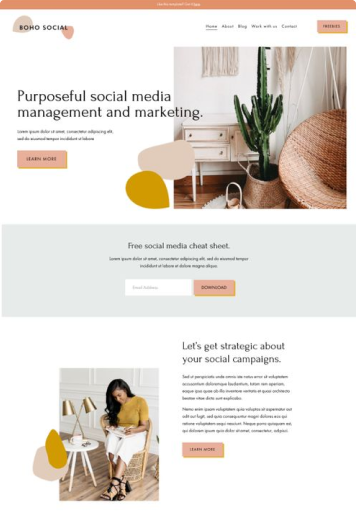 BOHO SOCIAL
Home About Blog Work with us Contact
FREEBIES
Purposeful social media
management and marketing.
Lorem ipsum dolor sit amet, consectetur adipiscing elit,
sed do eiusmod tempor incididunt ut labore
LEARN MORE
Free social media cheat sheet.
Lorem ipsum dolor sit amet, consectetur adipiscing elit, sed do eiusmod tempor
incididunt ut labore et dolore magna aliqua.
Email Address
DOWNLOAD
Let's get strategic about
your social campaigns.
Sed ut perspiciatis unde omnis iste natus error sit voluptatem
accusantium doloremque laudantium, totam rem aperiam,
eaque ipsa quae ab illo inventore veritatis et quasi architecto
beatae vitae dicta sunt explicabo.
Nemo enim ipsam voluptatem quia voluptas sit aspernatur aut
odit aut fugit, sed quia consequuntur magni dolores eos qui
ratione voluptatem sequi nesciunt. Neque porro quisquam est,
qui dolorem ipsum quia dolor sit amet, consectetur, adipisci
LEARN MORE